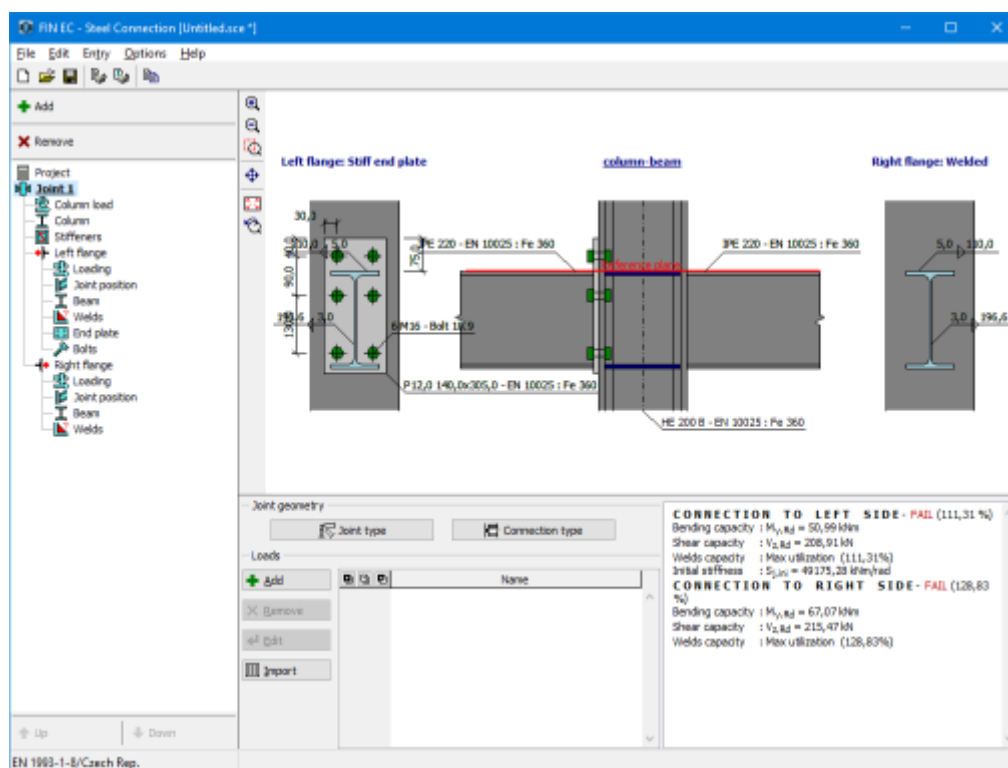 FIN EC - Steel Connection [Untitled.sce *]
File Edit Entry Options Help
Add
Remove
Project
Joint 1
Column load
Column
Stiffeners
Left flange
Loading
Joint position
Beam
Welds
End plate
Bolts
Right flange
Loading
Joint position
Beam
Welds
Up Down
EN 1993-1-8/Czech Rep.
Left flange: Stiff end plate
column-beam
Right flange: Welded
30,0
5,0
75,0
90,0
3,0
IPE 220 - EN 10025 : Fe 360
IPE 220 - EN 10025 : Fe 360
reference plane
P 12,0 140,0x305,0 - EN 10025 : Fe 360
HE 200 B - EN 10025 : Fe 360
5,0 110,0
3,0 196,6
Joint geometry
Joint type
Connection type
Loads
Add
Remove
Edit
Import
Name
CONNECTION TO LEFT SIDE - FAIL (111,31 %)
Bending capacity : My,Rd = 50,99 kNm
Shear capacity : Vz,Rd = 208,91 kN
Welds capacity : Max utilization (111,31%)
Initial stiffness : Sj,ini = 49175,28 kNm/rad
CONNECTION TO RIGHT SIDE - FAIL (128,83
%)
Bending capacity : My,Rd = 67,07 kNm
Shear capacity : Vz,Rd = 215,47 kN
Welds capacity : Max utilization (128,83%)